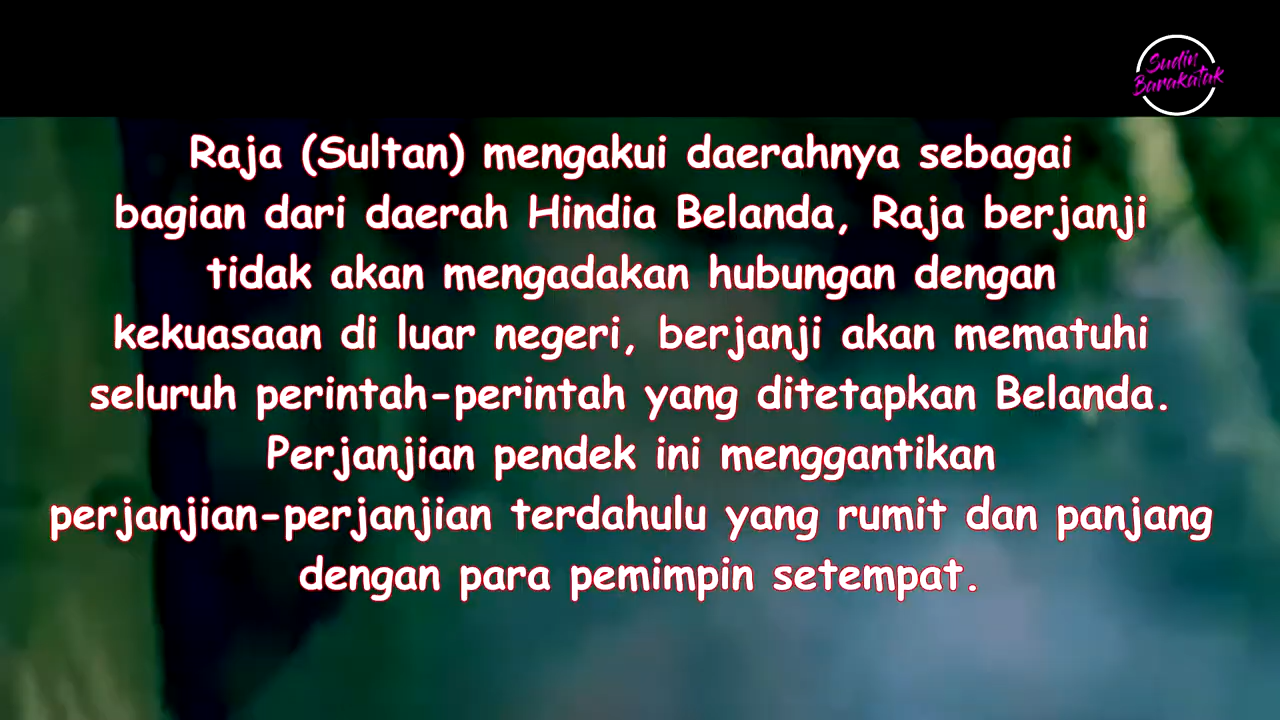 Sudin
Barakatak
Raja (Sultan) mengakui daerahnya sebagai
bagian dari daerah Hindia Belanda, Raja berjanji
tidak akan mengadakan hubungan dengan
kekuasaan di luar negeri, berjanji akan mematuhi
seluruh perintah-perintah yang ditetapkan Belanda.
Perjanjian pendek ini menggantikan
perjanjian-perjanjian terdahulu yang rumit dan panjang
dengan para pemimpin setempat.